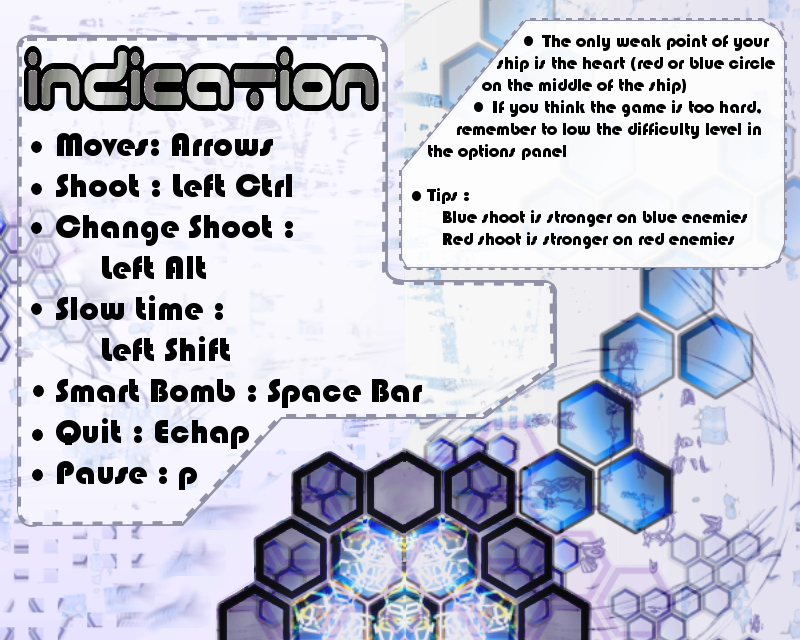 indication
• Moves: Arrows
• Shoot : Left Ctrl
• Change Shoot :
Left Alt
• Slow time :
Left Shift
• Smart Bomb : Space Bar
• Quit : Echap
• Pause : p
• The only weak point of your
ship is the heart (red or blue circle
on the middle of the ship)
• If you think the game is too hard,
remember to low the difficulty level in
the options panel
• Tips :
Blue shoot is stronger on blue enemies
Red shoot is stronger on red enemies